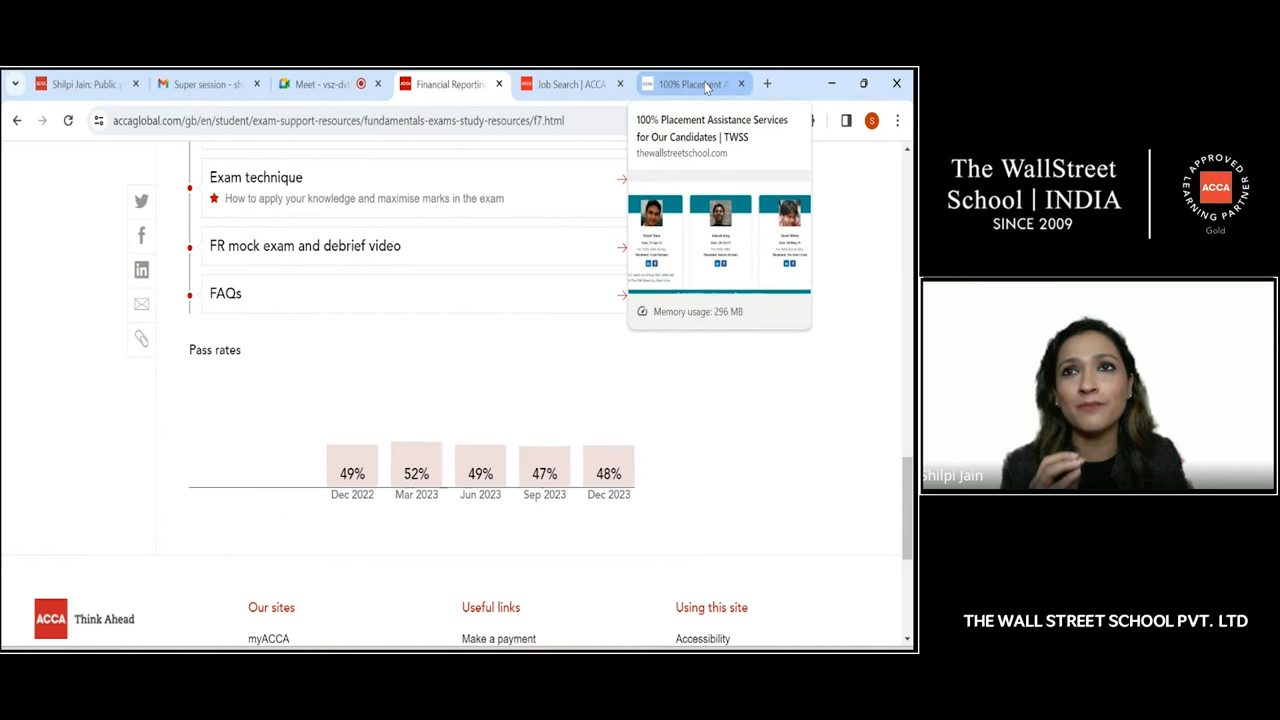 Shilpi Jain: Public p
Super session - shi
Meet - vsz-dvt
Financial Reporting
Job Search | ACCA
100% Placement A
accaglobal.com/gb/en/student/exam-support-resources/fundamentals-exams-study-resources/f7.html
S
100% Placement Assistance Services
for Our Candidates | TWSS
thewallstreetschool.com
Memory usage: 296 MB
Exam technique
How to apply your knowledge and maximise marks in the exam
FR mock exam and debrief video
FAQs
Pass rates
49%
52%
49%
47%
48%
Dec 2022
Mar 2023
Jun 2023
Sep 2023
Dec 2023
ACCA
Think Ahead
Our sites
Useful links
Using this site
myACCA
Make a payment
Accessibility
The WallStreet
School | INDIA
SINCE 2009
APPROVED
LEARNING PARTNER
ACCA
Gold
Shilpi Jain
THE WALL STREET SCHOOL PVT. LTD